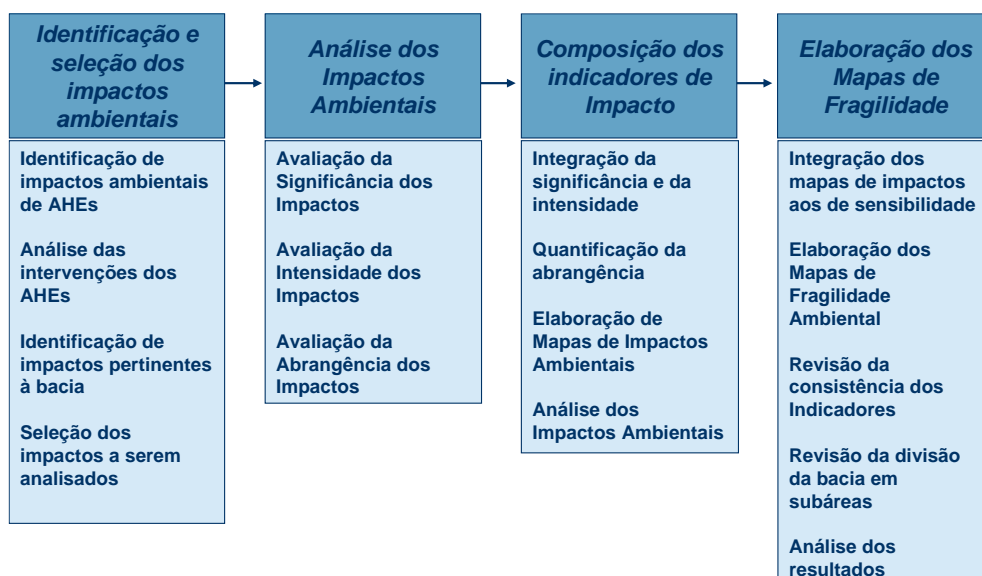 Identificação e
seleção dos
impactos
ambientais
Identificação de
impactos ambientais
de AHEs
Análise das
intervenções dos
AHEs
Identificação de
impactos pertinentes
à bacia
Seleção dos
impactos a serem
analisados
Análise dos
Impactos
Ambientais
Avaliação da
Significância dos
Impactos
Avaliação da
Intensidade dos
Impactos
Avaliação da
Abrangência dos
Impactos
Composição dos
indicadores de
Impacto
Integração da
significância e da
intensidade
Quantificação da
abrangência
Elaboração de
Mapas de Impactos
Ambientais
Análise dos
Impactos Ambientais
Elaboração dos
Mapas de
Fragilidade
Integração dos
mapas de impactos
aos de sensibilidade
Elaboração dos
Mapas de
Fragilidade
Ambiental
Revisão da
consistência dos
Indicadores
Revisão da divisão
da bacia em
subáreas
Análise dos
resultados